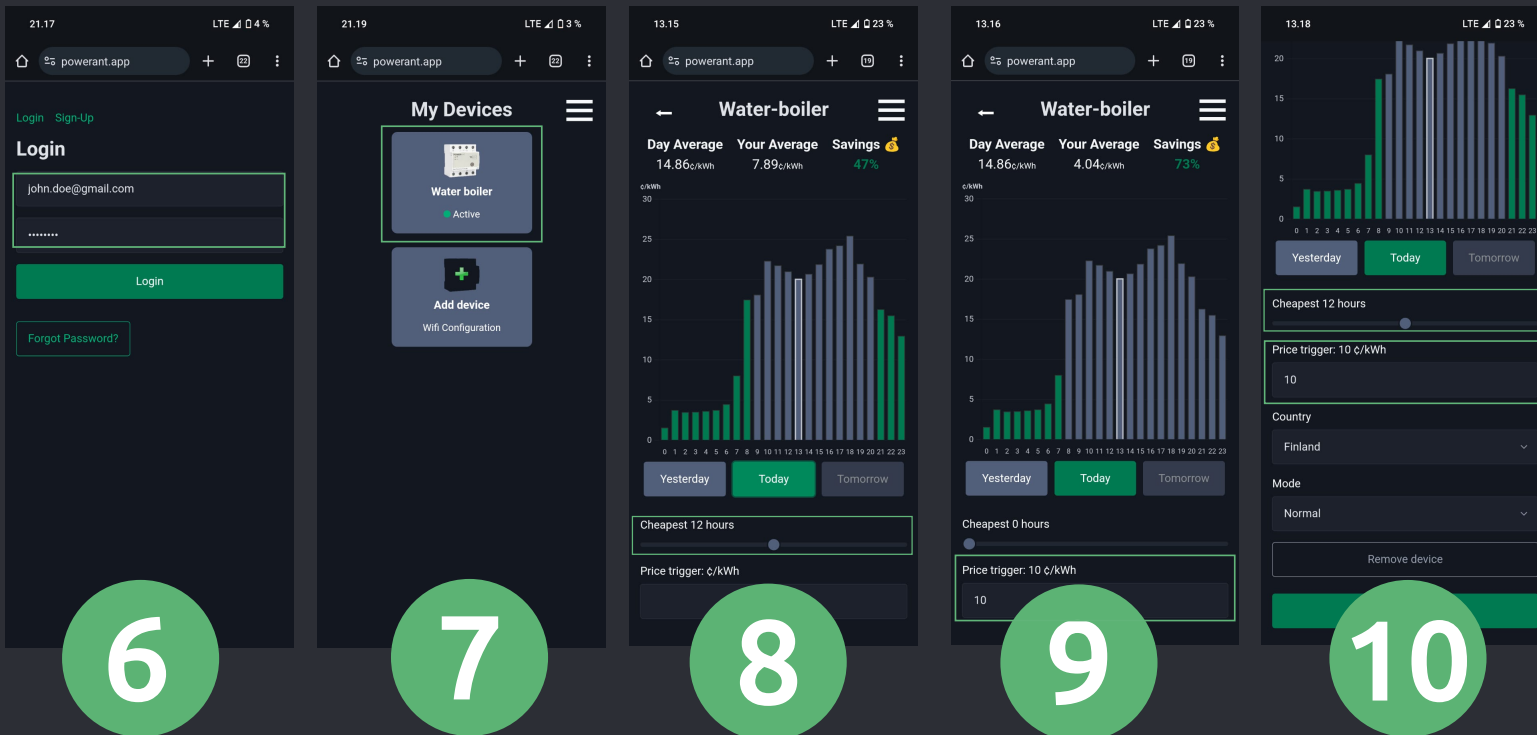 21.17 LTE 4 %
powerant.app 22
Login Sign-Up
Login
john.doe@gmail.com
••••••••
Login
Forgot Password?
6
21.19 LTE 3 %
powerant.app 22
My Devices
Water boiler
Active
Add device
Wifi Configuration
7
13.15 LTE 23 %
powerant.app 19
Water-boiler
Day Average Your Average Savings 💰
14.86¢/kWh 7.89¢/kWh 47%
¢/kWh
30
25
20
15
10
5
0
0 1 2 3 4 5 6 7 8 9 10 11 12 13 14 15 16 17 18 19 20 21 22 23
Yesterday Today Tomorrow
Cheapest 12 hours
Price trigger: ¢/kWh
8
13.16 LTE 23 %
powerant.app 19
Water-boiler
Day Average Your Average Savings 💰
14.86¢/kWh 4.04¢/kWh 73%
¢/kWh
30
25
20
15
10
5
0
0 1 2 3 4 5 6 7 8 9 10 11 12 13 14 15 16 17 18 19 20 21 22 23
Yesterday Today Tomorrow
Cheapest 0 hours
Price trigger: 10 ¢/kWh
10
9
13.18 LTE 23 %
20
15
10
5
0
0 1 2 3 4 5 6 7 8 9 10 11 12 13 14 15 16 17 18 19 20 21 22 23
Yesterday Today Tomorrow
Cheapest 12 hours
Price trigger: 10 ¢/kWh
10
Country
Finland
Mode
Normal
Remove device
10